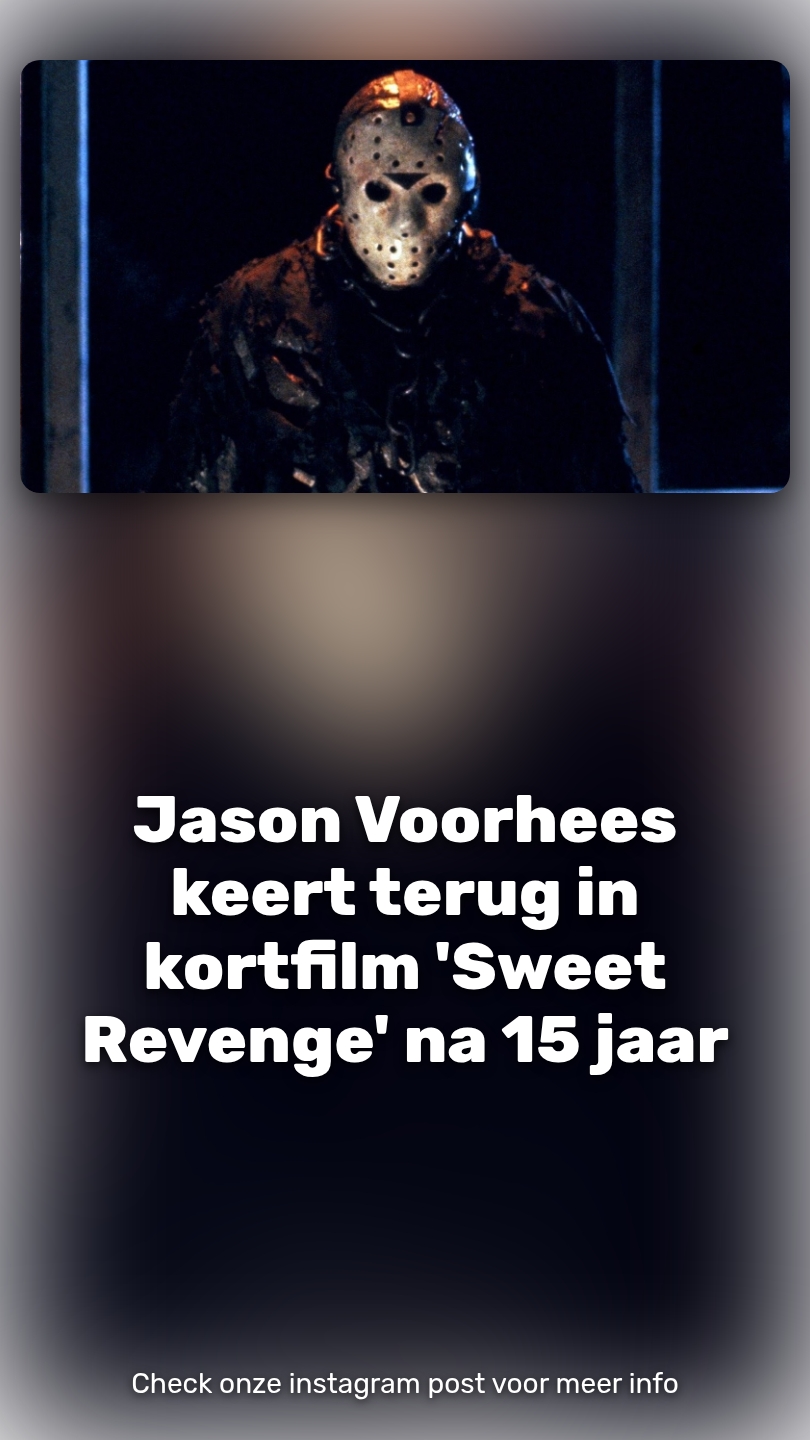 Jason Voorhees
keert terug in
kortfilm 'Sweet
Revenge' na 15 jaar
Check onze instagram post voor meer info